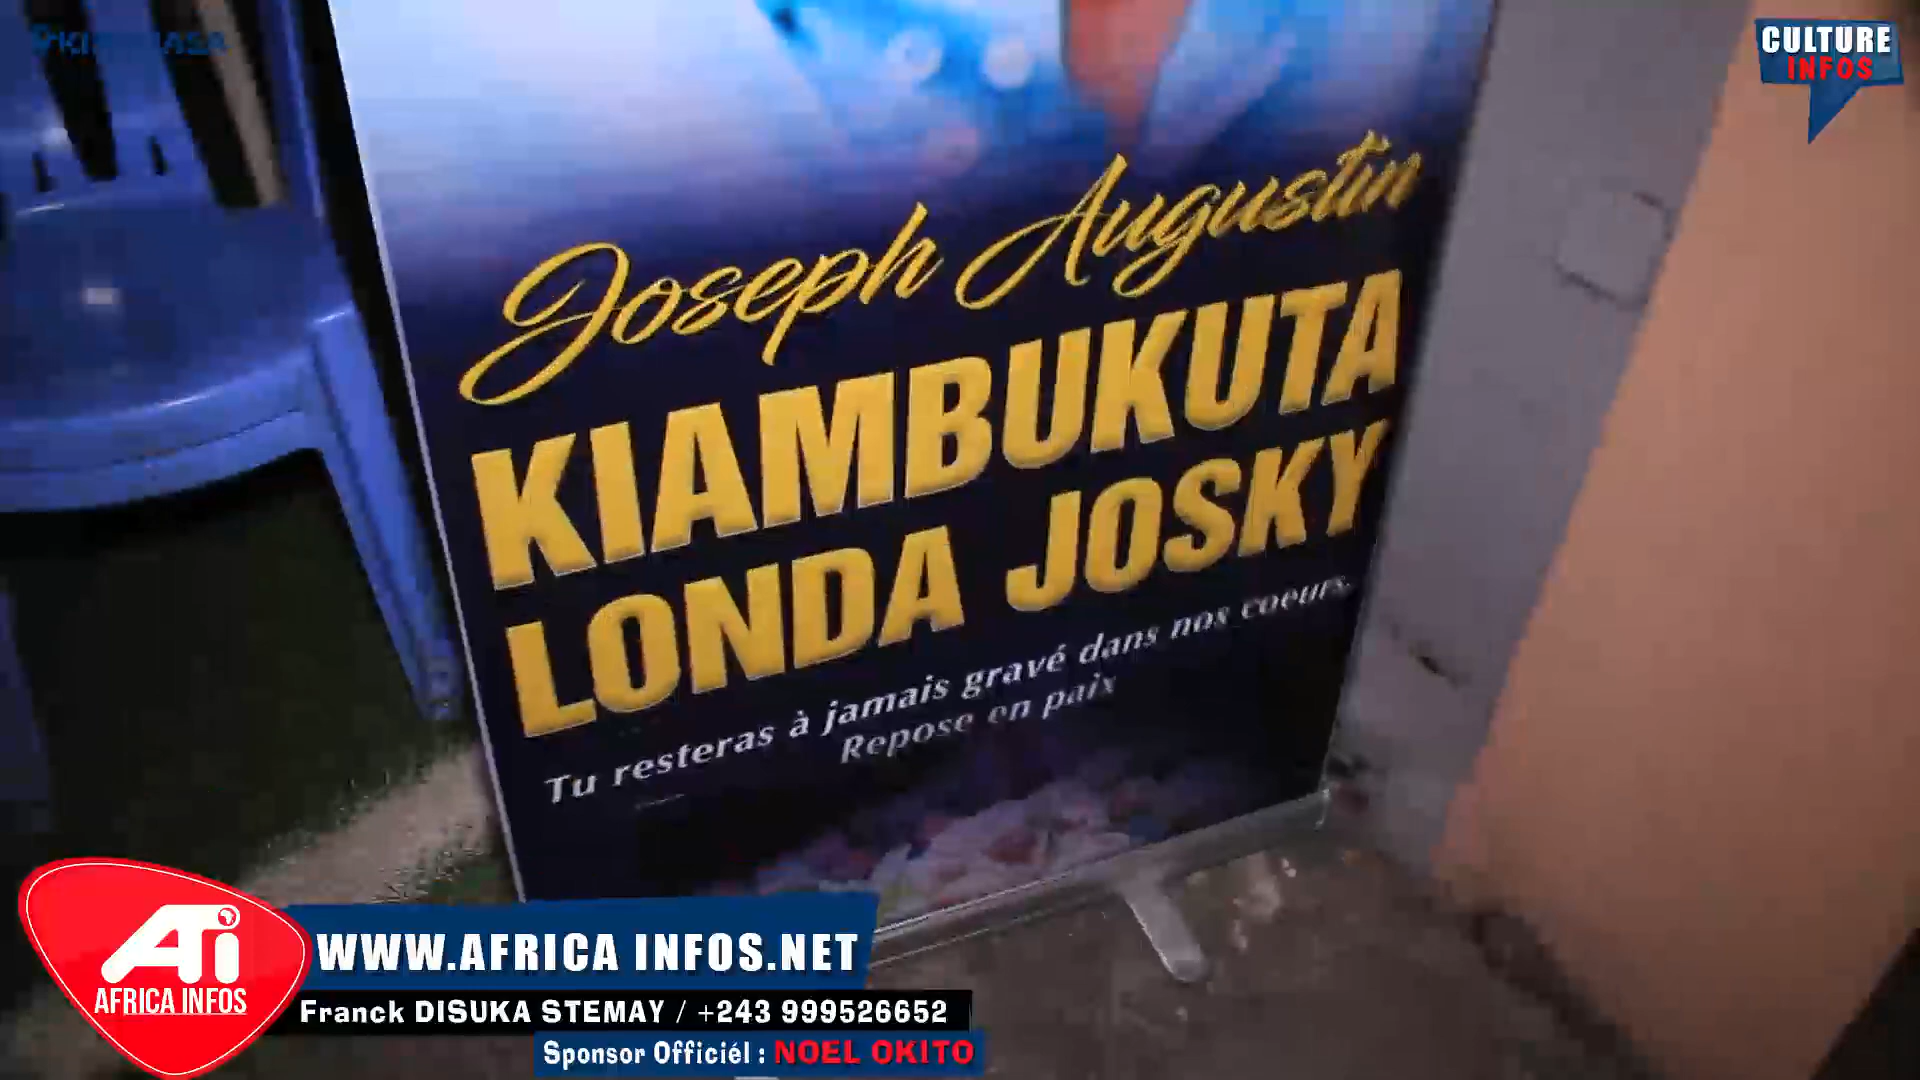 CULTURE
INFOS
Joseph Augustin
KIAMBUKUTA
LONDA JOSKY
Tu resteras à jamais gravé dans nos coeurs.
Repose en paix
Ai
AFRICA INFOS
WWW.AFRICA INFOS.NET
Franck DISUKA STEMAY / +243 999526652
Sponsor Officiél : NOEL OKITO